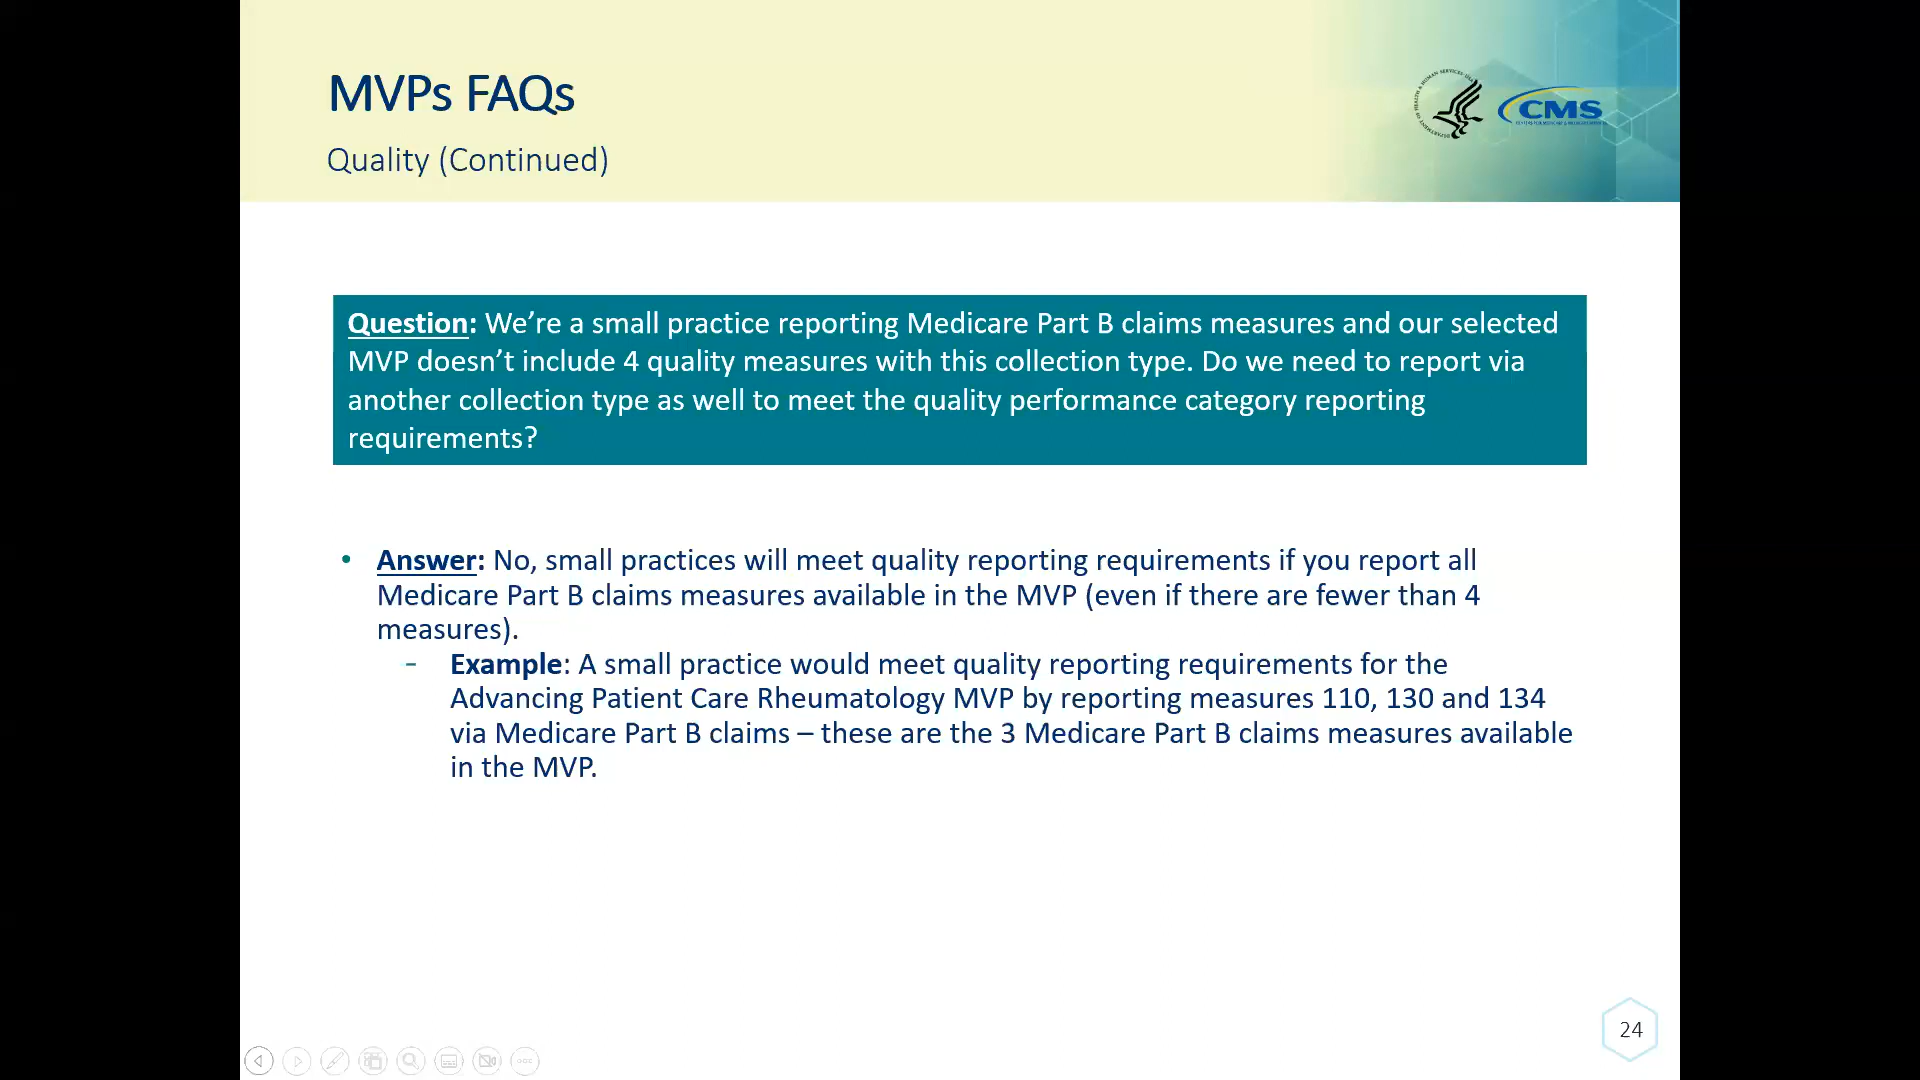 MVPs FAQs
Quality (Continued)
CMS
Question: We’re a small practice reporting Medicare Part B claims measures and our selected
MVP doesn’t include 4 quality measures with this collection type. Do we need to report via
another collection type as well to meet the quality performance category reporting
requirements?
• Answer: No, small practices will meet quality reporting requirements if you report all
Medicare Part B claims measures available in the MVP (even if there are fewer than 4
measures).
- Example: A small practice would meet quality reporting requirements for the
Advancing Patient Care Rheumatology MVP by reporting measures 110, 130 and 134
via Medicare Part B claims – these are the 3 Medicare Part B claims measures available
in the MVP.
24